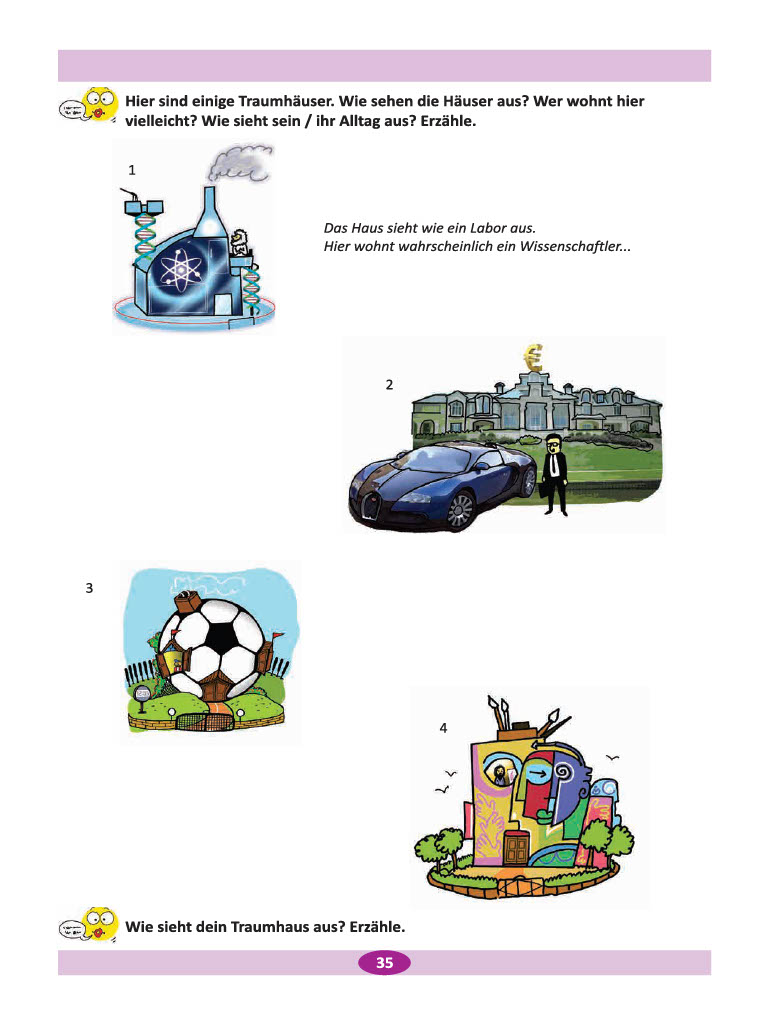 Hier sind einige Traumhäuser. Wie sehen die Häuser aus? Wer wohnt hier
vielleicht? Wie sieht sein / ihr Alltag aus? Erzähle.
1
Das Haus sieht wie ein Labor aus.
Hier wohnt wahrscheinlich ein Wissenschaftler...
2
€
3
4
Wie sieht dein Traumhaus aus? Erzähle.
35